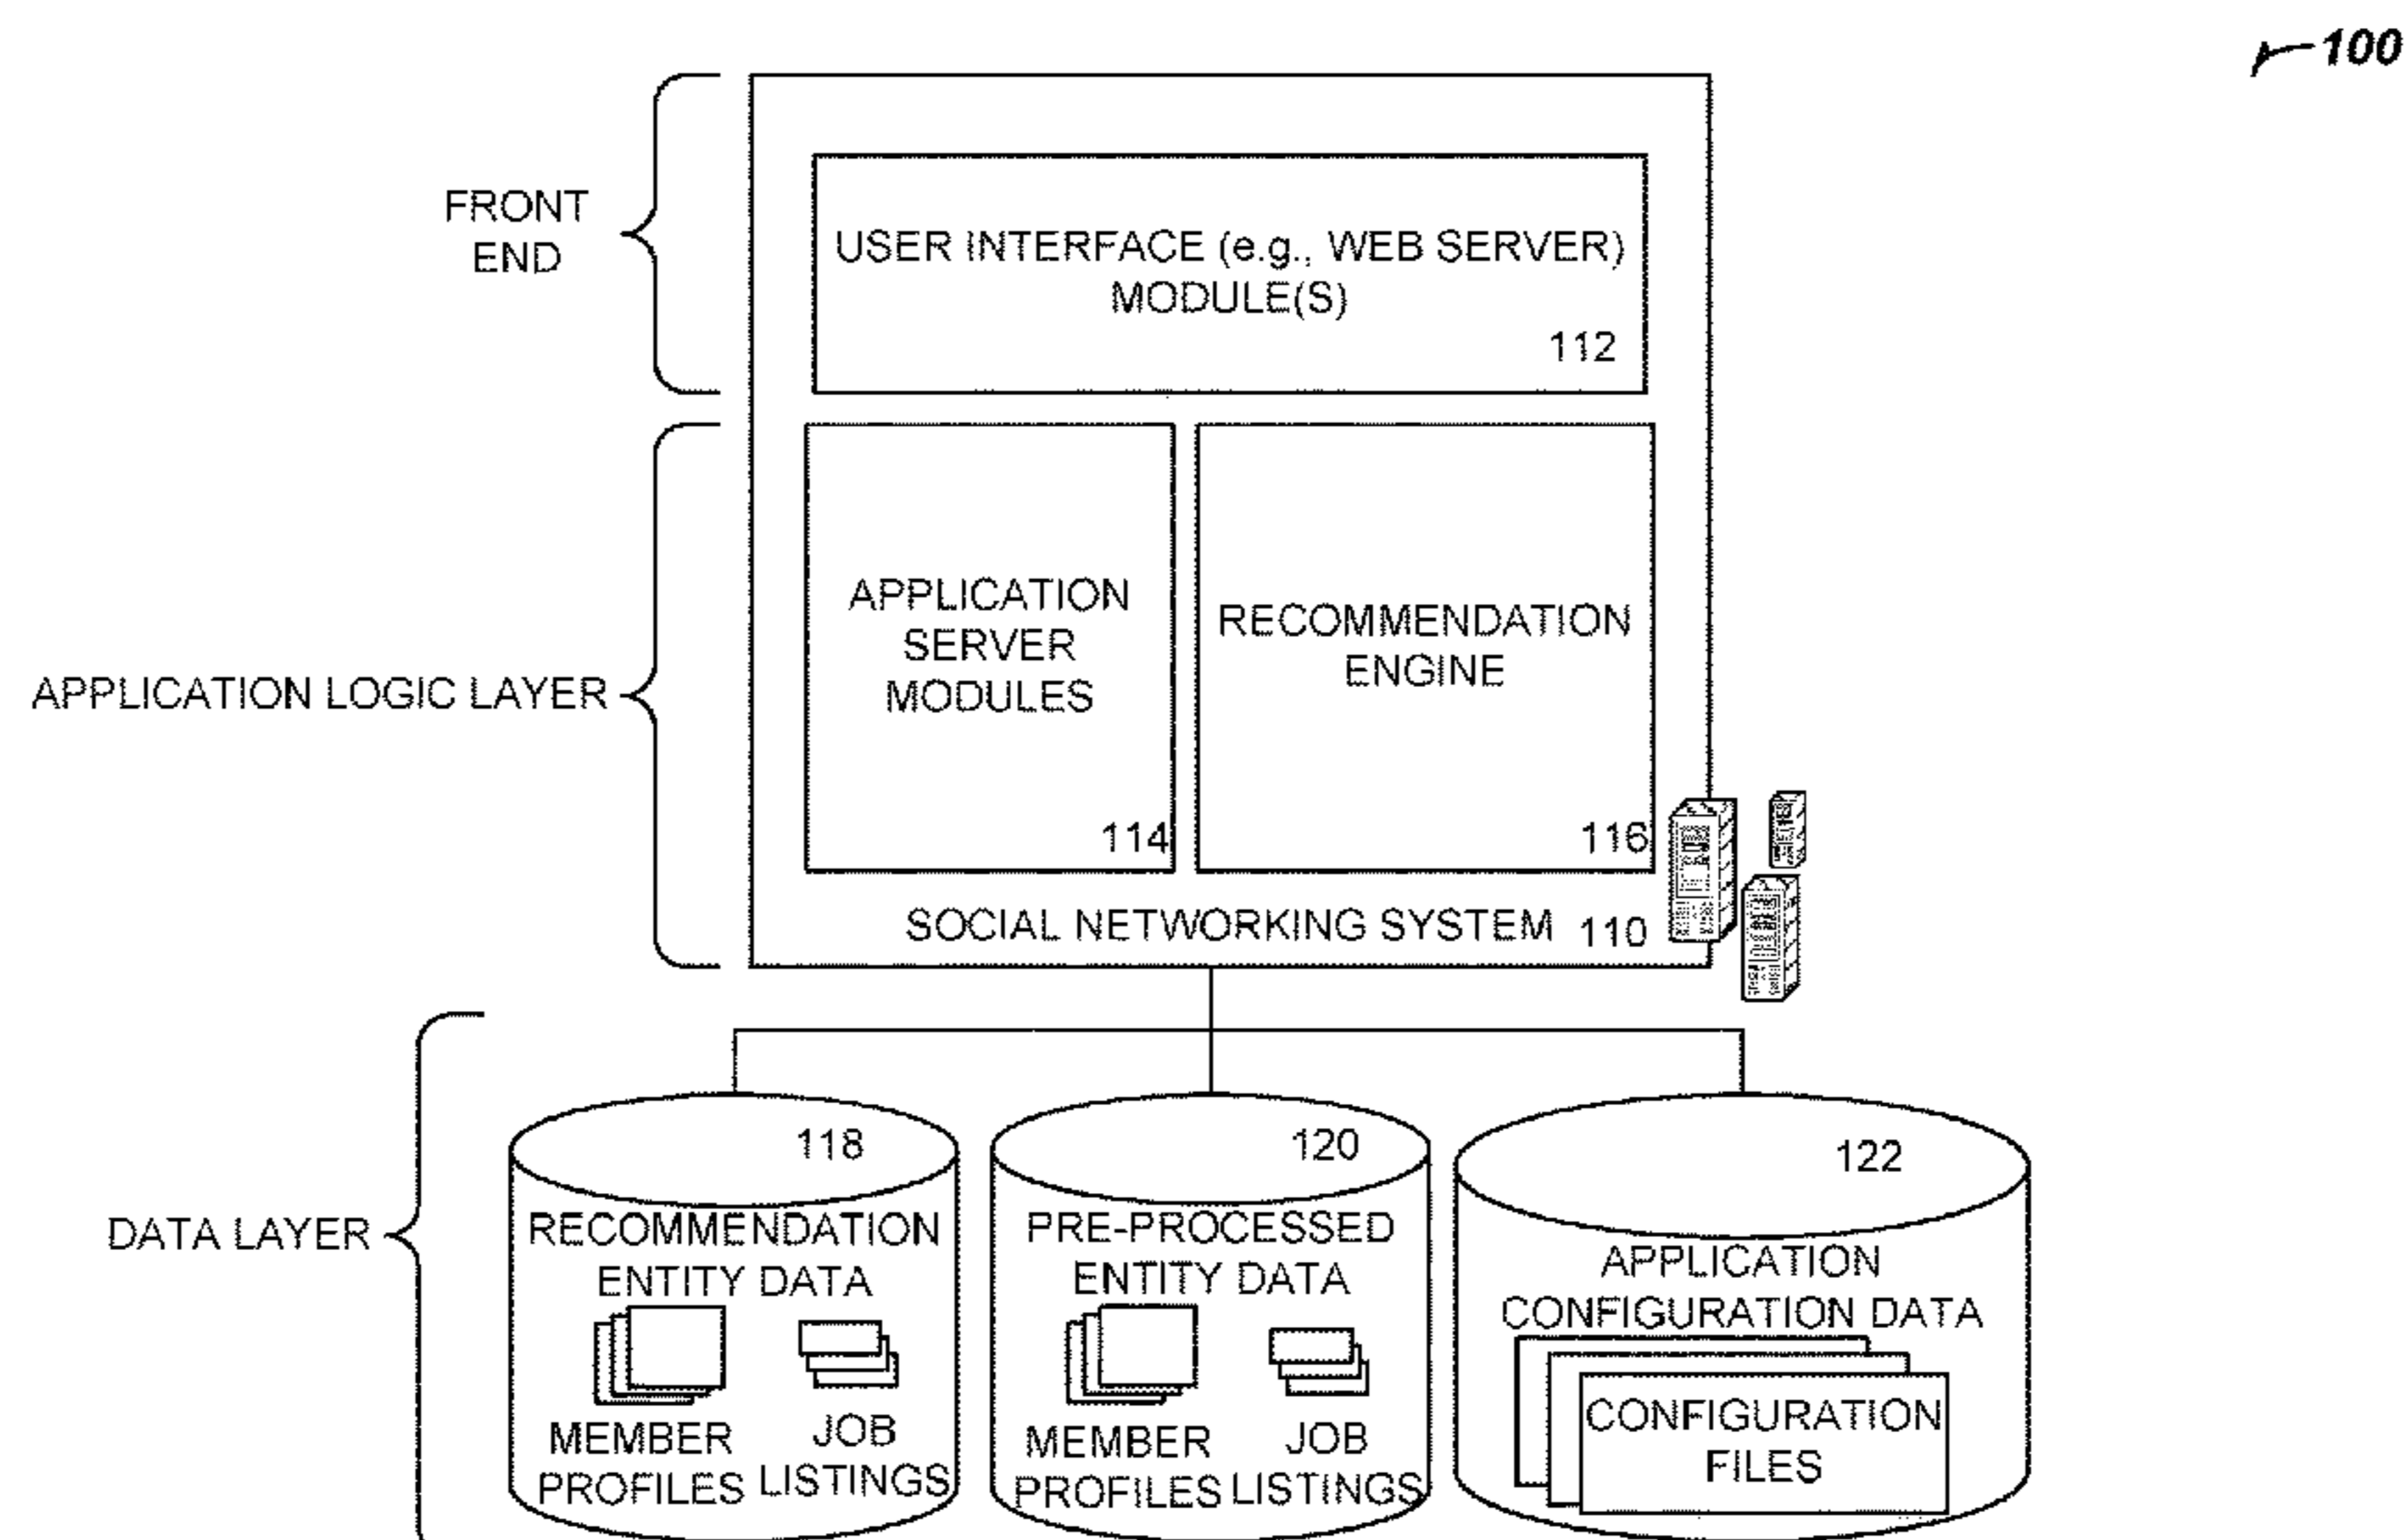 100
FRONT
END
USER INTERFACE (e.g., WEB SERVER)
MODULE(S)
112
APPLICATION LOGIC LAYER
APPLICATION
SERVER
MODULES
114
RECOMMENDATION
ENGINE
116
SOCIAL NETWORKING SYSTEM 110
DATA LAYER
118
RECOMMENDATION
ENTITY DATA
MEMBER
PROFILES
JOB
LISTINGS
120
PRE-PROCESSED
ENTITY DATA
MEMBER
PROFILES
JOB
LISTINGS
122
APPLICATION
CONFIGURATION DATA
CONFIGURATION
FILES